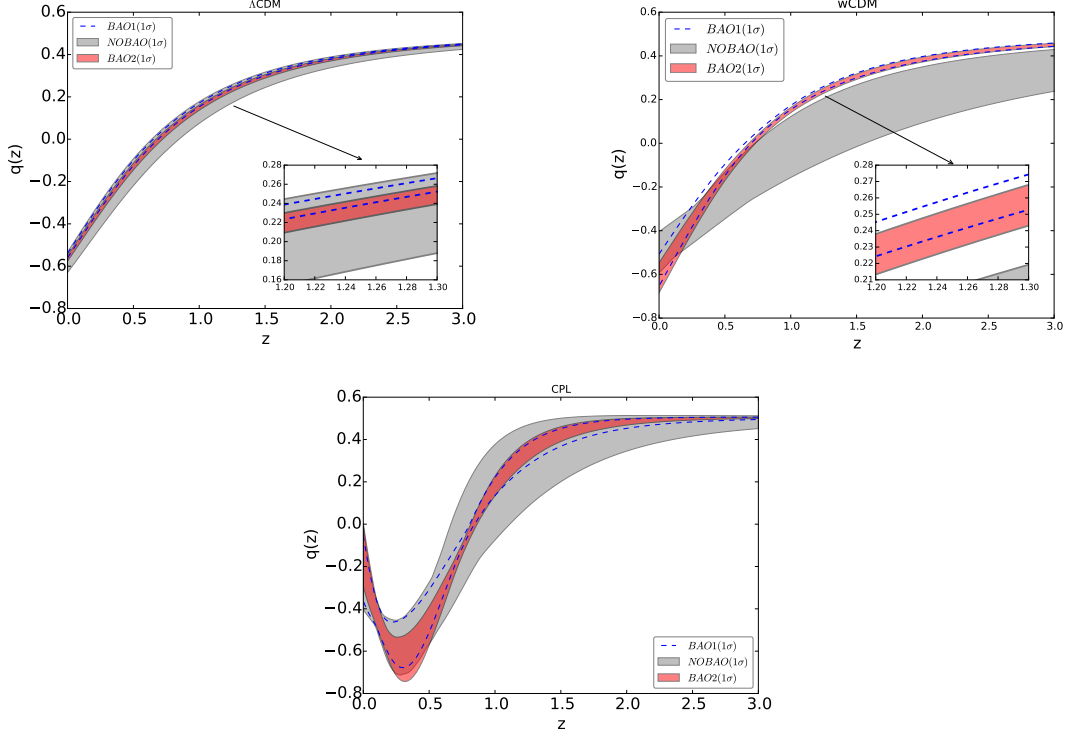 ΛCDM
BAO1(1σ)
NOBAO(1σ)
BAO2(1σ)
0.6
0.4
0.2
0.0
−0.2
−0.4
−0.6
−0.8
q(z)
0.0 0.5 1.0 1.5 2.0 2.5 3.0
z
0.28
0.26
0.24
0.22
0.20
0.18
0.16
1.20 1.22 1.24 1.26 1.28 1.30
wCDM
BAO1(1σ)
NOBAO(1σ)
BAO2(1σ)
0.6
0.4
0.2
0.0
−0.2
−0.4
−0.6
−0.8
q(z)
0.0 0.5 1.0 1.5 2.0 2.5 3.0
z
0.28
0.27
0.26
0.25
0.24
0.23
0.22
0.21
1.20 1.22 1.24 1.26 1.28 1.30
CPL
0.6
0.4
0.2
0.0
−0.2
−0.4
−0.6
−0.8
q(z)
BAO1(1σ)
NOBAO(1σ)
BAO2(1σ)
0.0 0.5 1.0 1.5 2.0 2.5 3.0
z